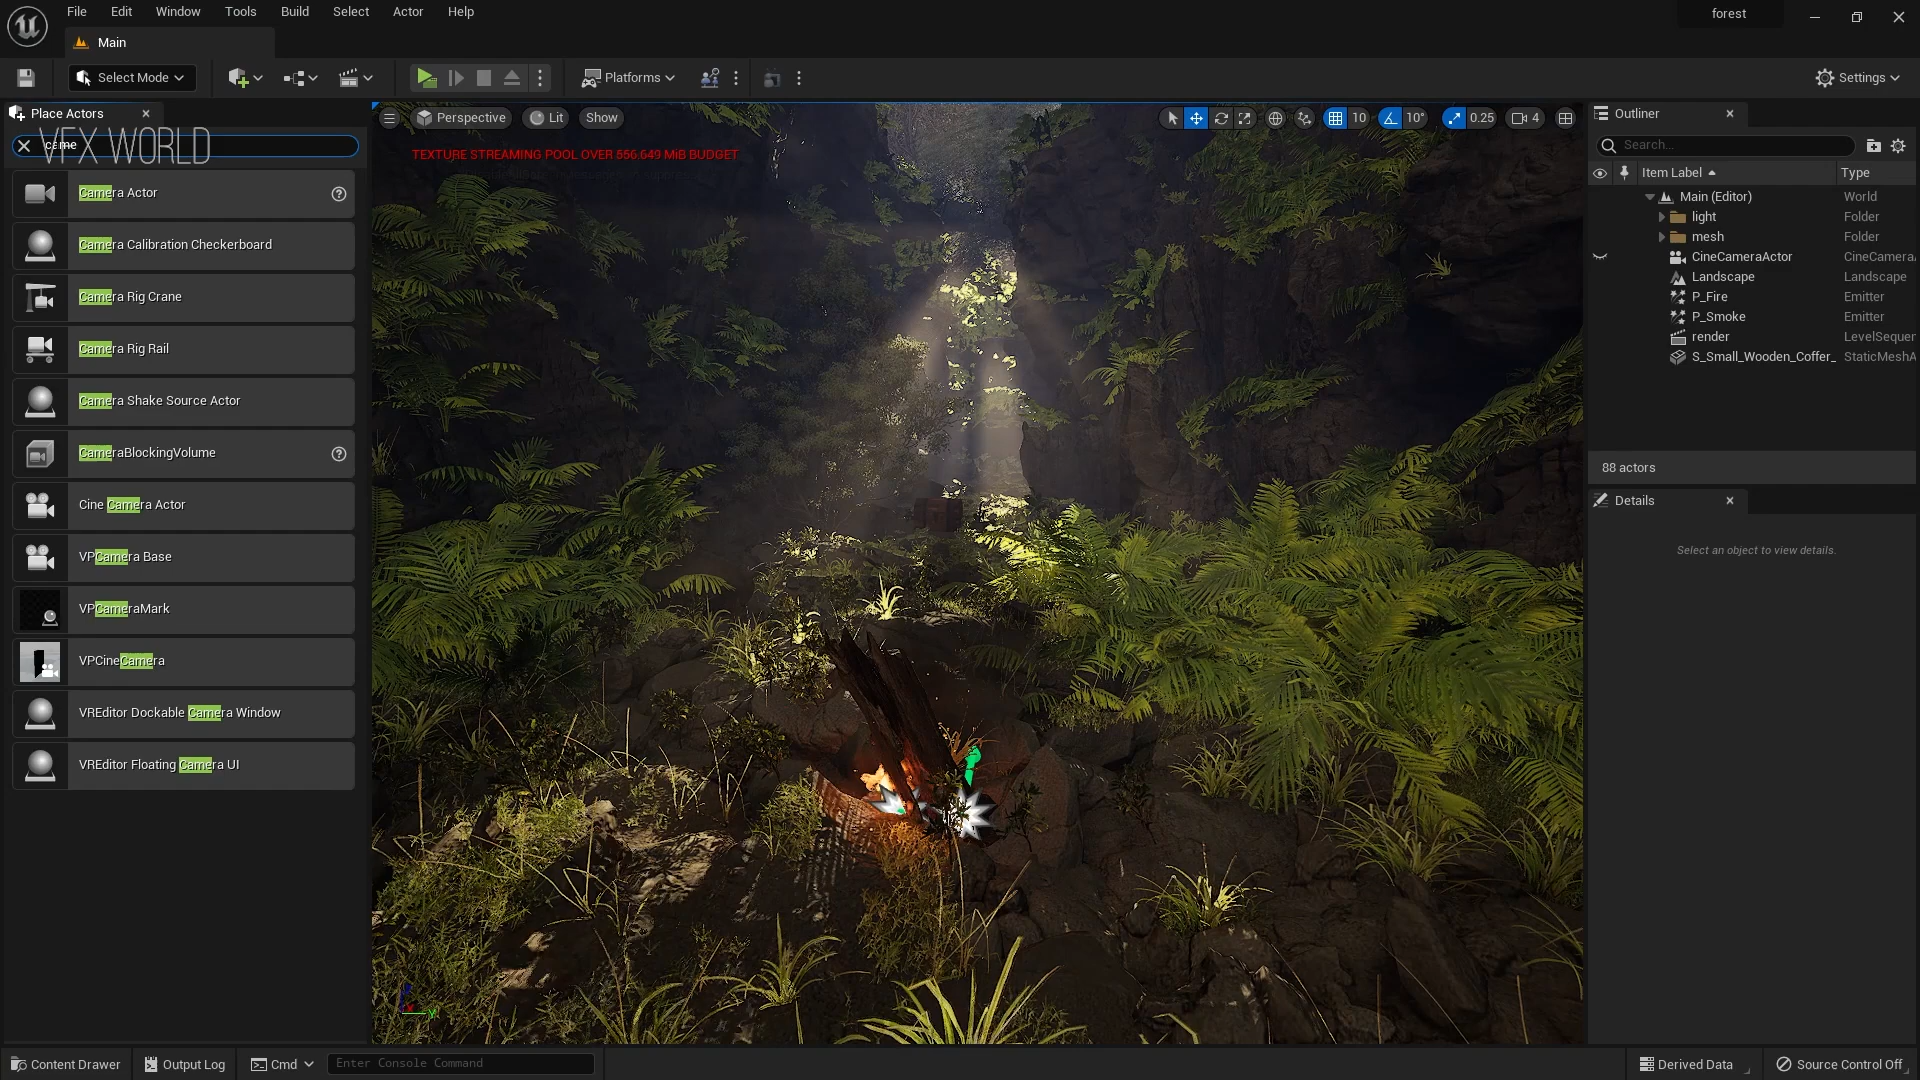 File Edit Window Tools Build Select Actor Help
forest
Main
Select Mode
Platforms
Settings
Place Actors
VFX WORLD
came
Camera Actor
Camera Calibration Checkerboard
Camera Rig Crane
Camera Rig Rail
Camera Shake Source Actor
CameraBlockingVolume
Cine Camera Actor
VPCamera Base
VPCameraMark
VPCineCamera
VREditor Dockable Camera Window
VREditor Floating Camera UI
Perspective Lit Show
10 10° 0.25 4
TEXTURE STREAMING POOL OVER 556.649 MiB BUDGET
Y
Outliner
Search...
Item Label Type
Main (Editor) World
light Folder
mesh Folder
CineCameraActor CineCamera
Landscape Landscape
P_Fire Emitter
P_Smoke Emitter
render LevelSequer
S_Small_Wooden_Coffer_ StaticMeshA
88 actors
Details
Select an object to view details.
Content Drawer Output Log Cmd Enter Console Command
Derived Data Source Control Off